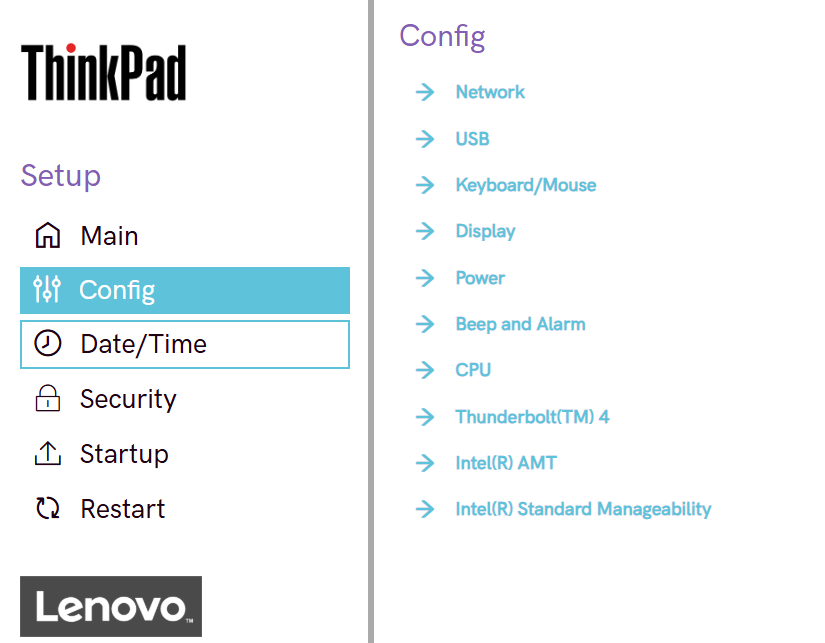 ThinkPad
Setup
Main
Config
Date/Time
Security
Startup
Restart
Lenovo™
Config
Network
USB
Keyboard/Mouse
Display
Power
Beep and Alarm
CPU
Thunderbolt(TM) 4
Intel(R) AMT
Intel(R) Standard Manageability